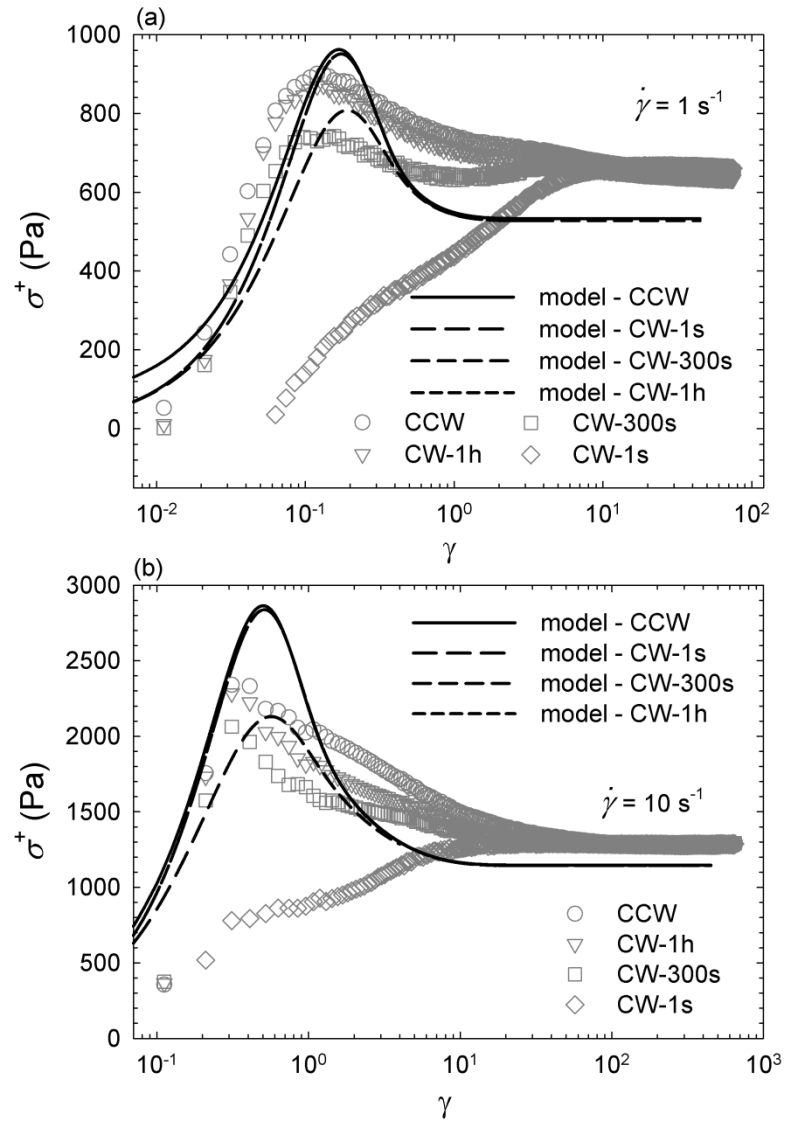 (a)
1000
800
600
400
200
0
σ⁺ (Pa)
γ̇ = 1 s⁻¹
model - CCW
model - CW-1s
model - CW-300s
model - CW-1h
CCW CW-300s
CW-1h CW-1s
10⁻² 10⁻¹ 10⁰ 10¹ 10²
γ
(b)
3000
2500
2000
1500
1000
500
0
σ⁺ (Pa)
model - CCW
model - CW-1s
model - CW-300s
model - CW-1h
γ̇ = 10 s⁻¹
CCW
CW-1h
CW-300s
CW-1s
10⁻¹ 10⁰ 10¹ 10² 10³
γ